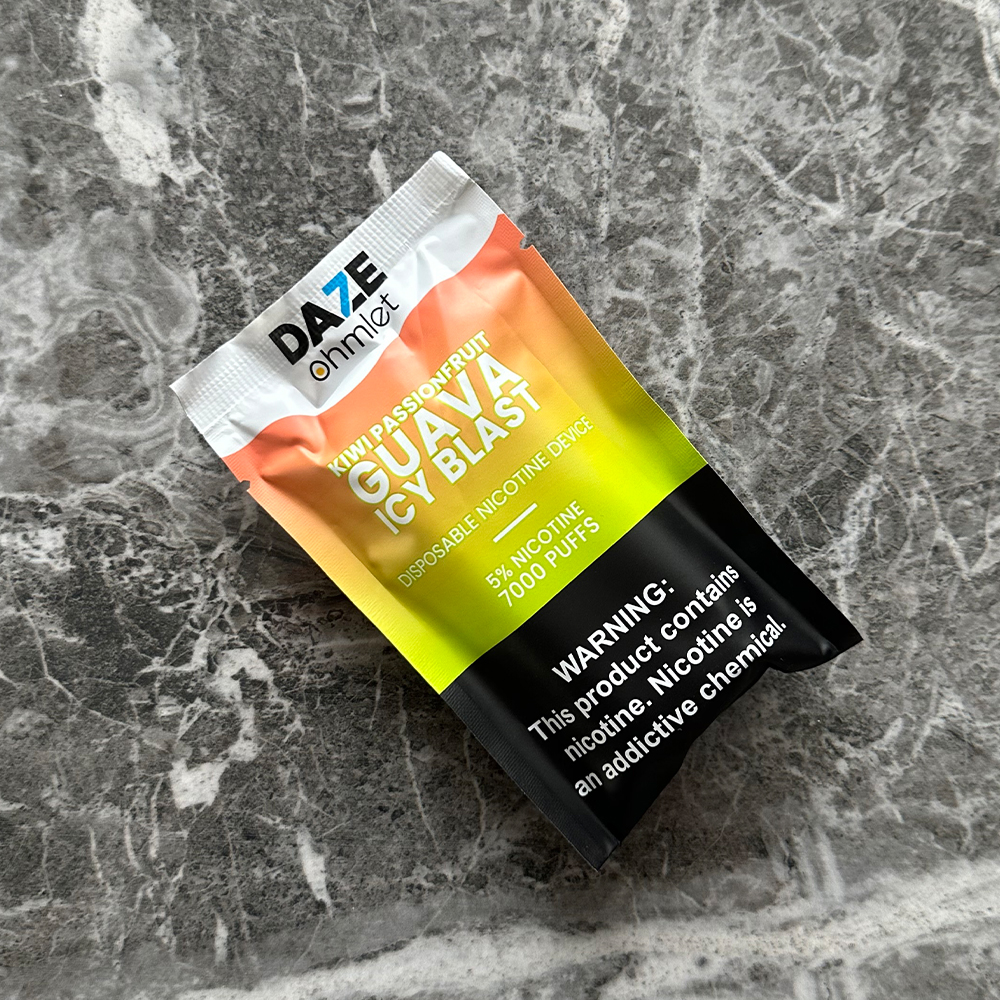 DAZE
ohmlet
KIWI PASSIONFRUIT
GUAVA
ICY BLAST
DISPOSABLE NICOTINE DEVICE
5% NICOTINE
7000 PUFFS
WARNING:
This product contains
nicotine. Nicotine is
an addictive chemical.